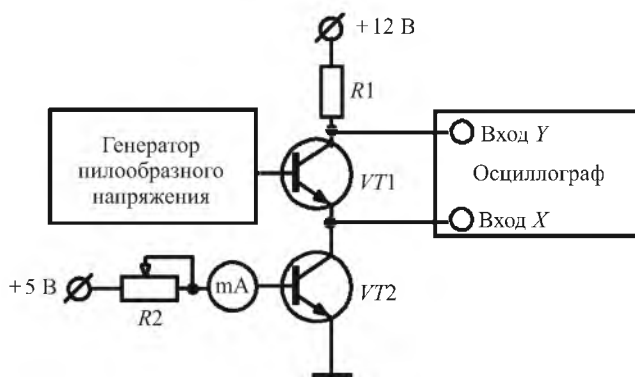 +12 В
R1
Генератор
пилообразного
напряжения
VT1
Вход Y
Осциллограф
Вход X
+5 В
R2
mA
VT2